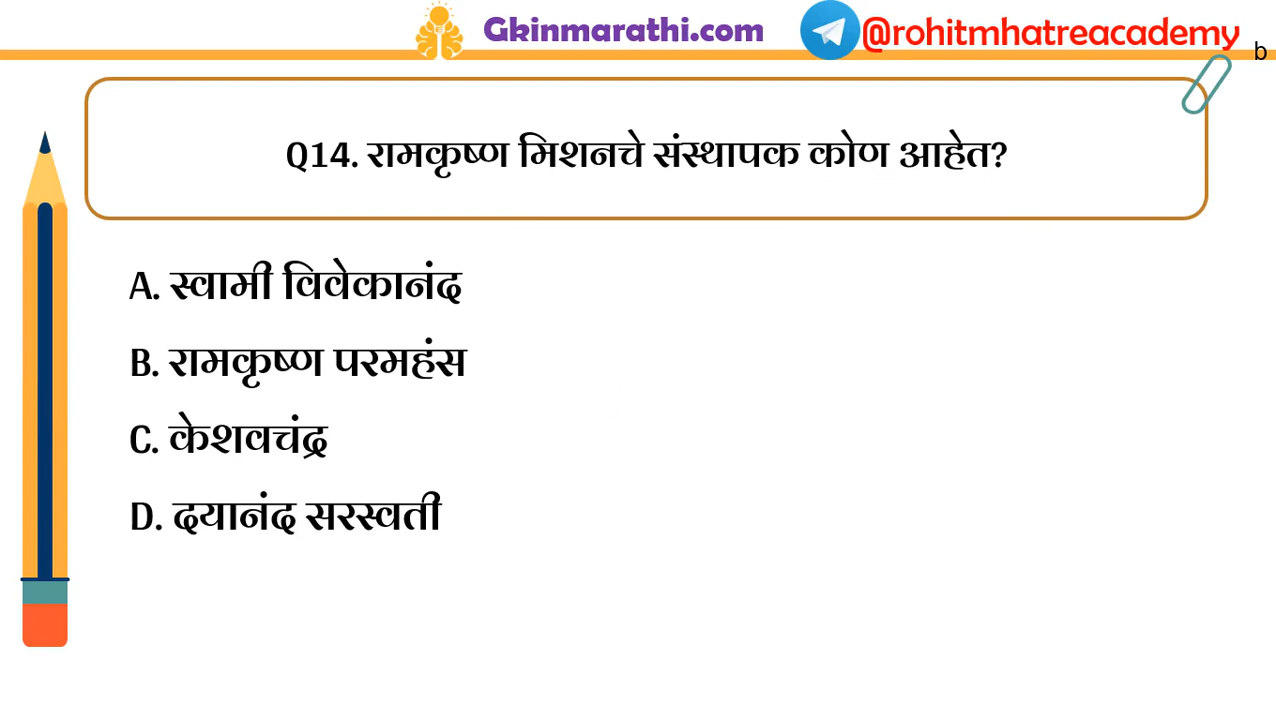 Gkinmarathi.com
@rohitmhatreacademy
b
Q14. रामकृष्ण मिशनचे संस्थापक कोण आहेत?
A. स्वामी विवेकानंद
B. रामकृष्ण परमहंस
C. केशवचंद्र
D. दयानंद सरस्वती